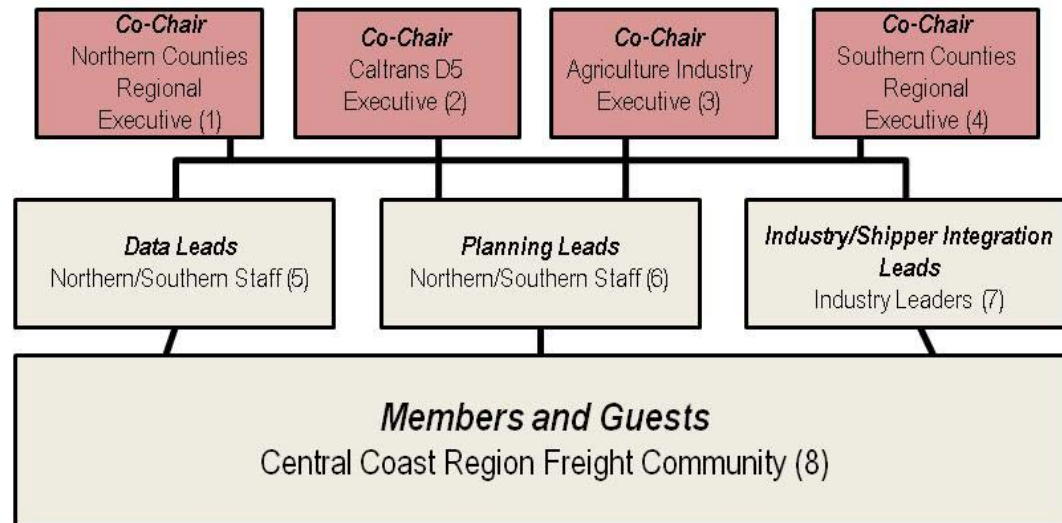 Co-Chair
Northern Counties
Regional
Executive (1)
Co-Chair
Caltrans D5
Executive (2)
Co-Chair
Agriculture Industry
Executive (3)
Co-Chair
Southern Counties
Regional
Executive (4)
Data Leads
Northern/Southern Staff (5)
Planning Leads
Northern/Southern Staff (6)
Industry/Shipper Integration
Leads
Industry Leaders (7)
Members and Guests
Central Coast Region Freight Community (8)